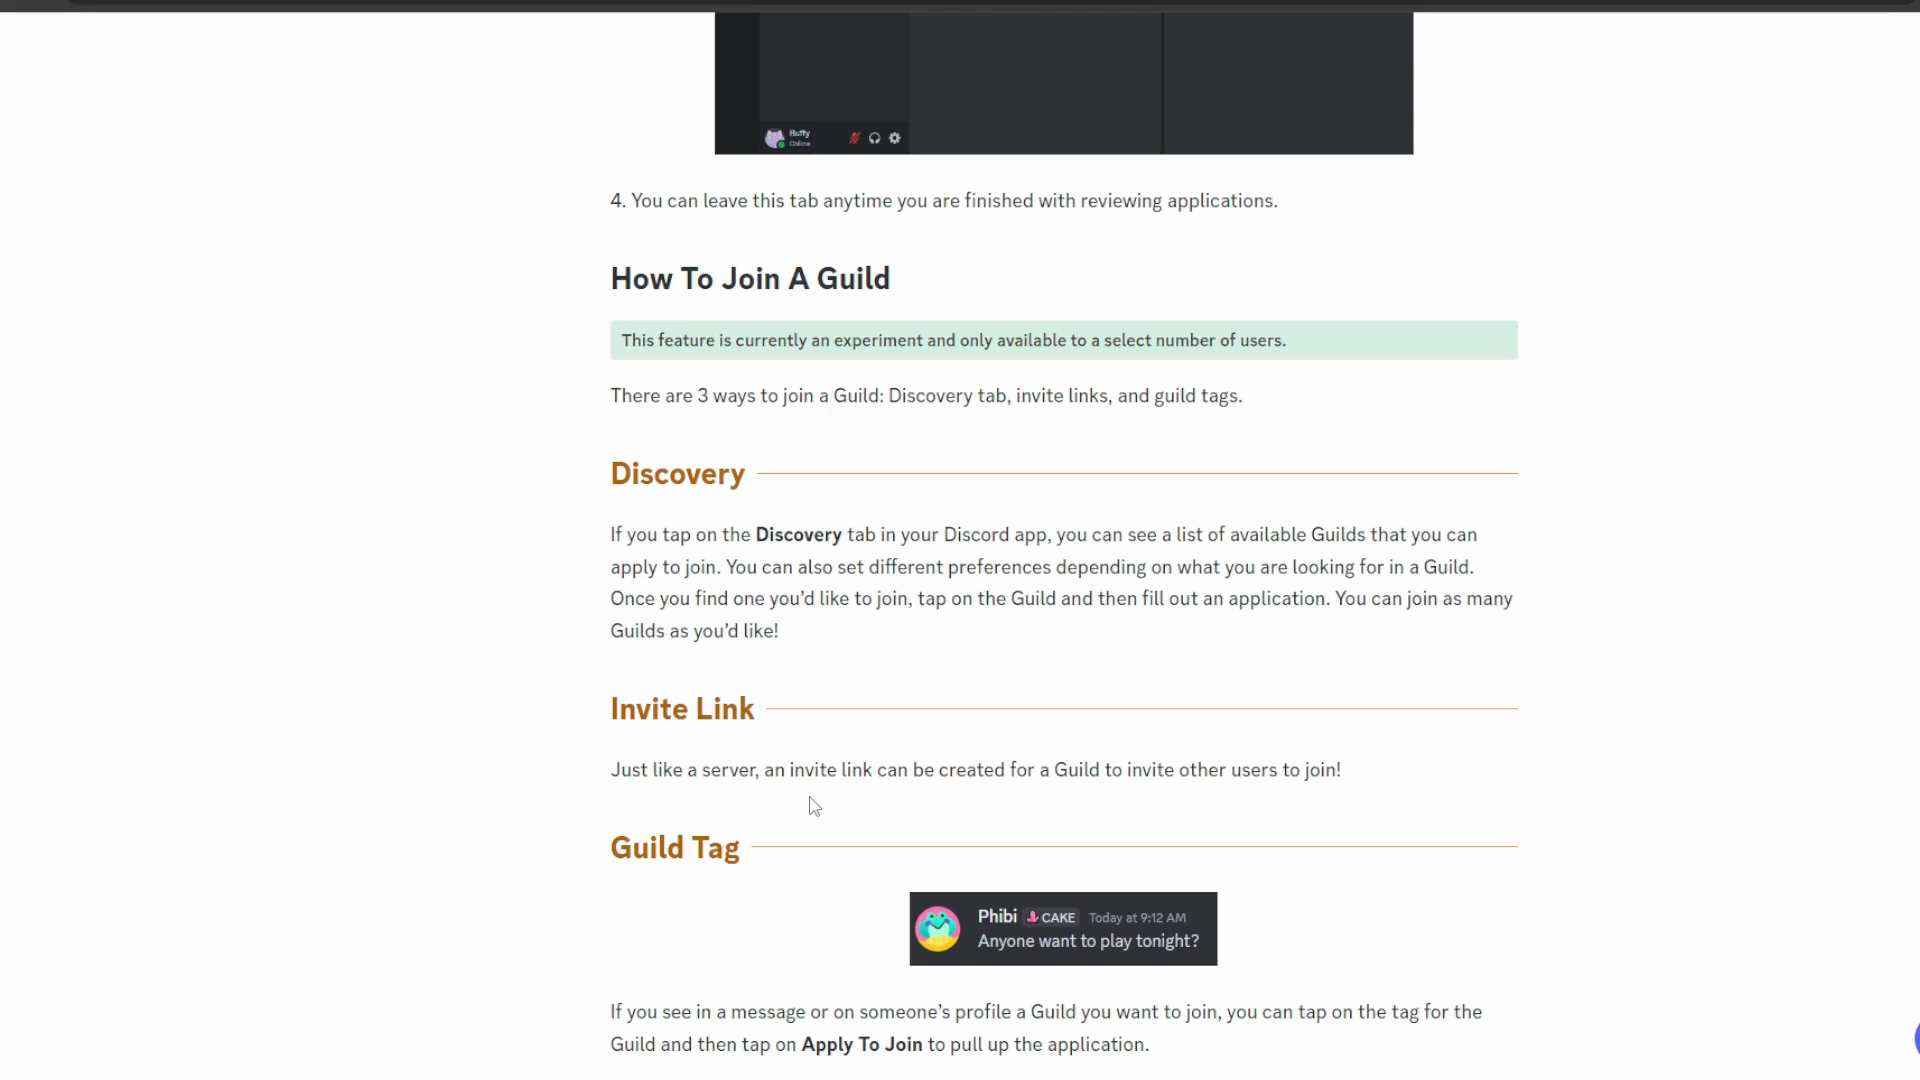 Huffy
Online
4. You can leave this tab anytime you are finished with reviewing applications.
How To Join A Guild
This feature is currently an experiment and only available to a select number of users.
There are 3 ways to join a Guild: Discovery tab, invite links, and guild tags.
Discovery
If you tap on the Discovery tab in your Discord app, you can see a list of available Guilds that you can
apply to join. You can also set different preferences depending on what you are looking for in a Guild.
Once you find one you’d like to join, tap on the Guild and then fill out an application. You can join as many
Guilds as you’d like!
Invite Link
Just like a server, an invite link can be created for a Guild to invite other users to join!
Guild Tag
Phibi CAKE Today at 9:12 AM
Anyone want to play tonight?
If you see in a message or on someone’s profile a Guild you want to join, you can tap on the tag for the
Guild and then tap on Apply To Join to pull up the application.